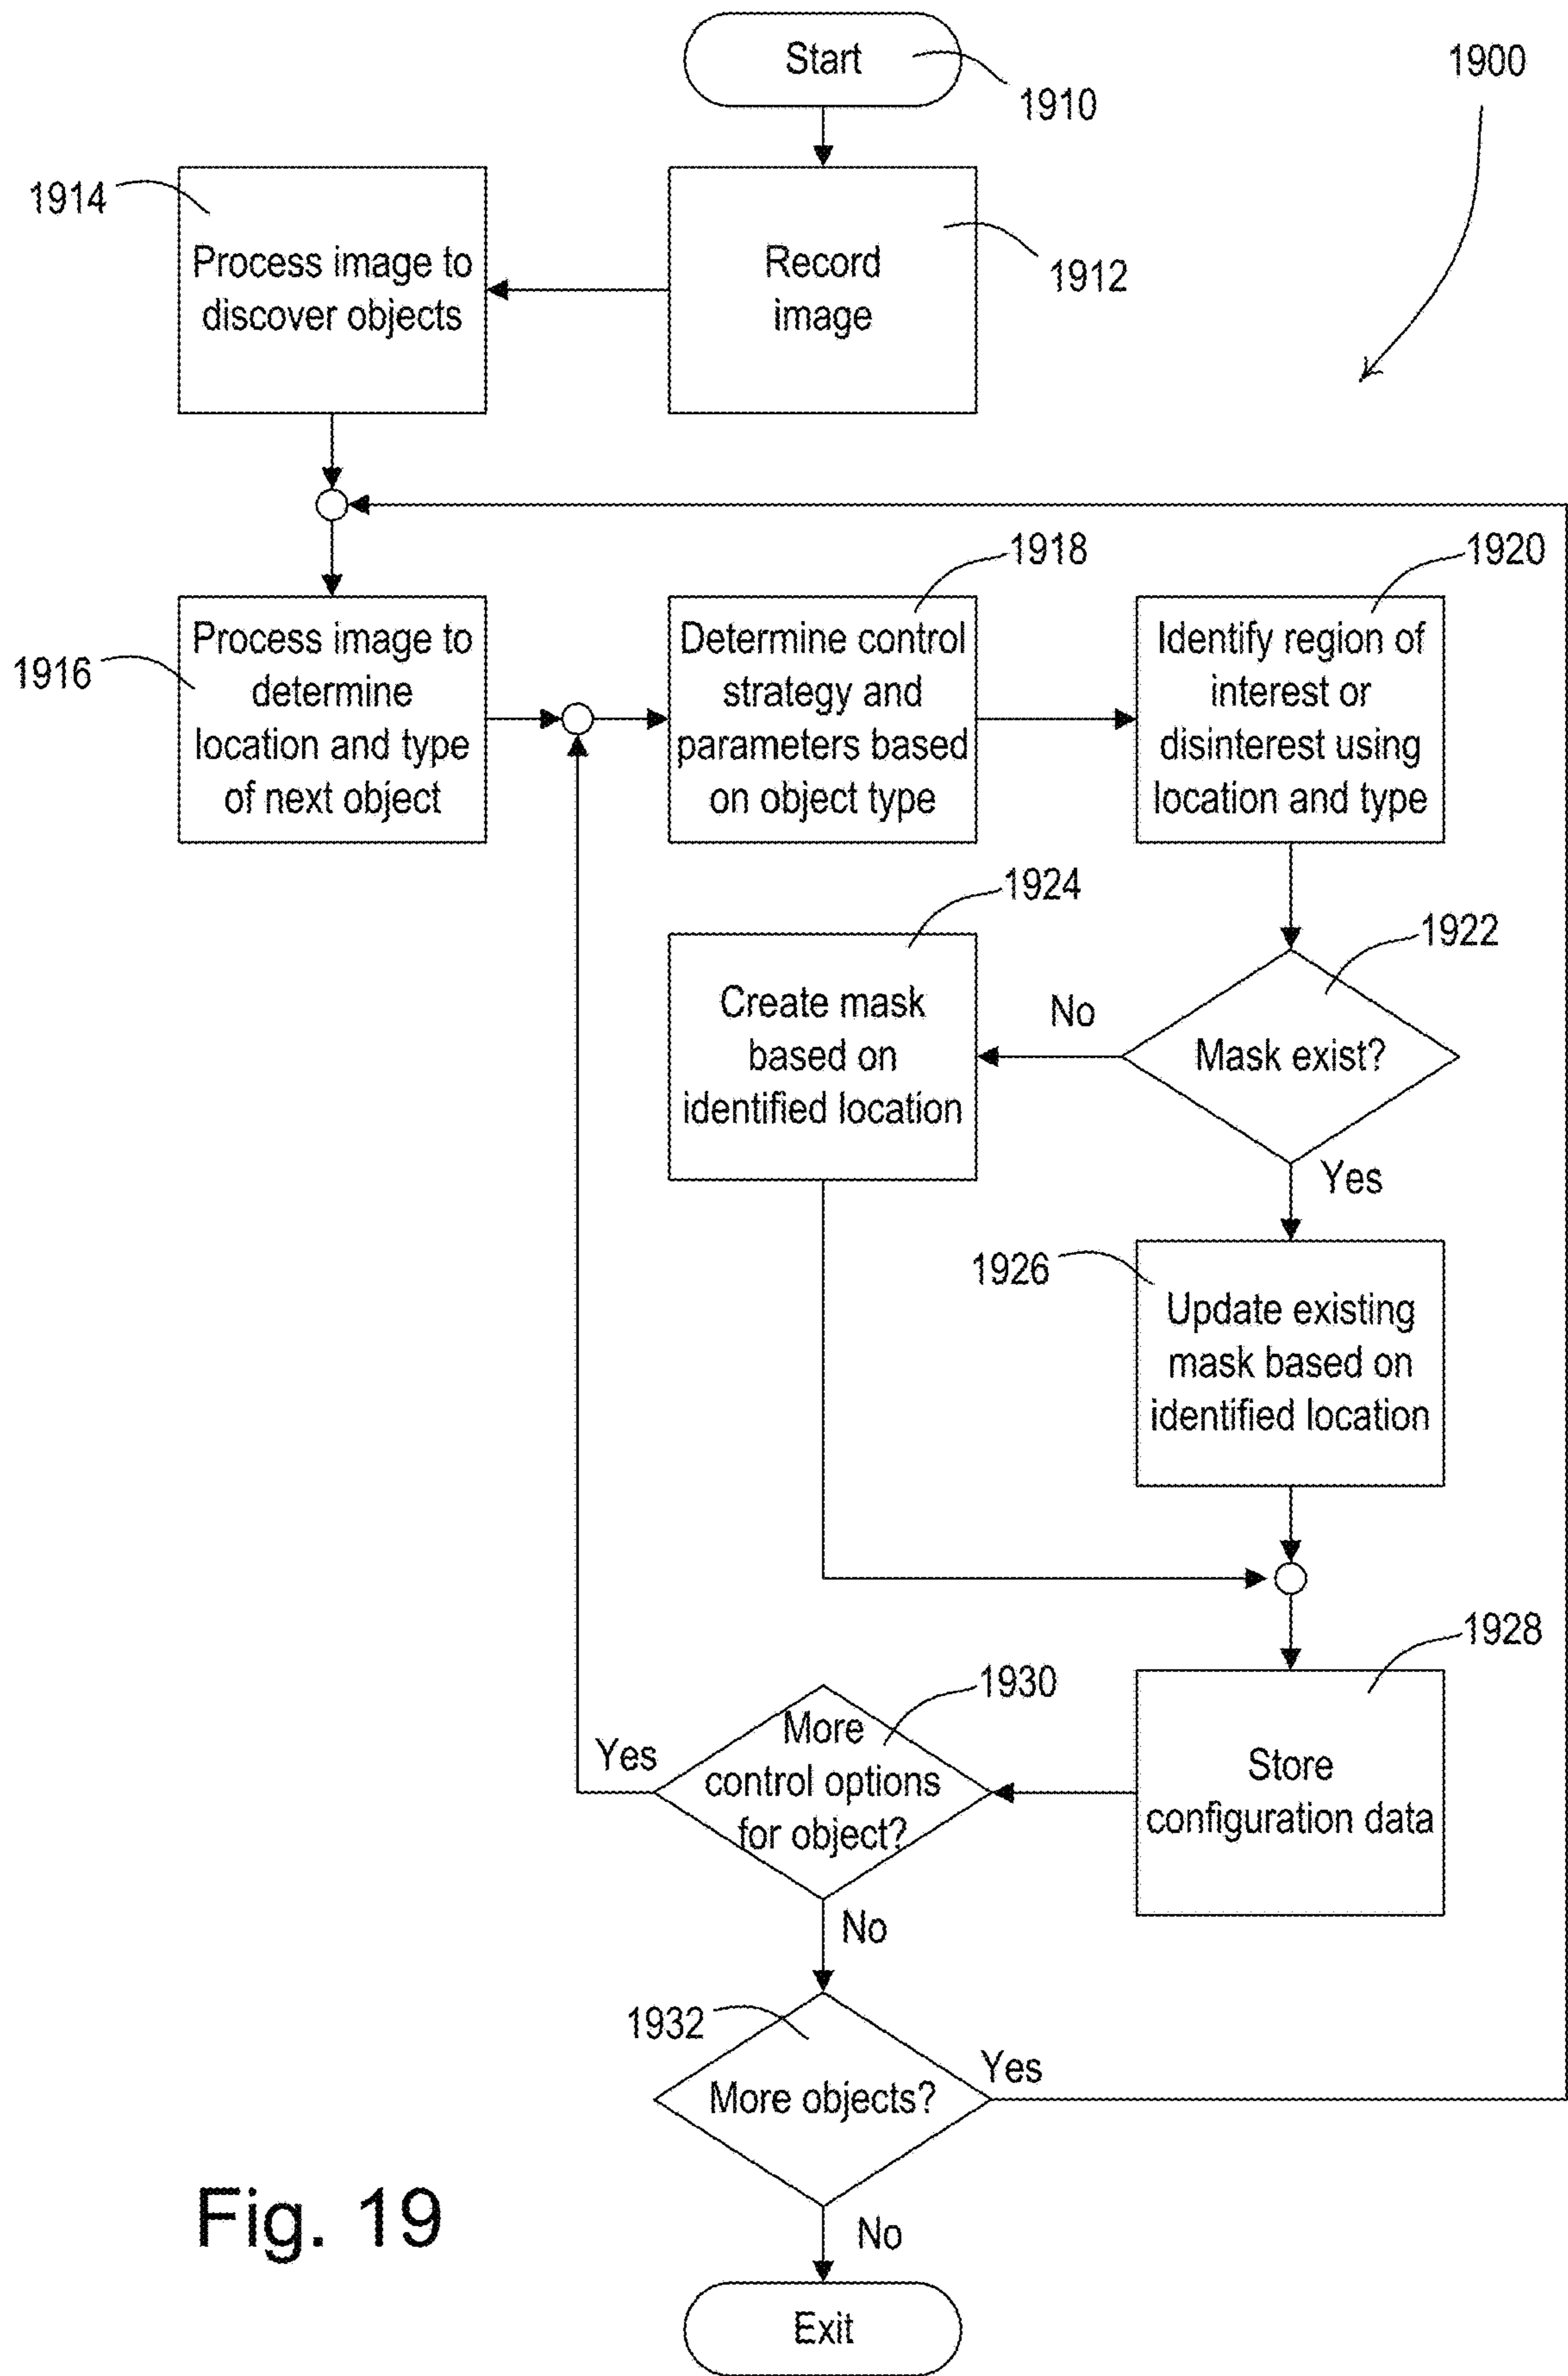 Start
1910
1900
1914
Process image to
discover objects
Record
image
1912
1916
Process image to
determine
location and type
of next object
1918
Determine control
strategy and
parameters based
on object type
1920
Identify region of
interest or
disinterest using
location and type
1924
Create mask
based on
identified location
No
1922
Mask exist?
Yes
1926
Update existing
mask based on
identified location
1928
Store
configuration data
1930
More
control options
for object?
Yes
No
1932
More objects?
Yes
No
Exit
Fig. 19